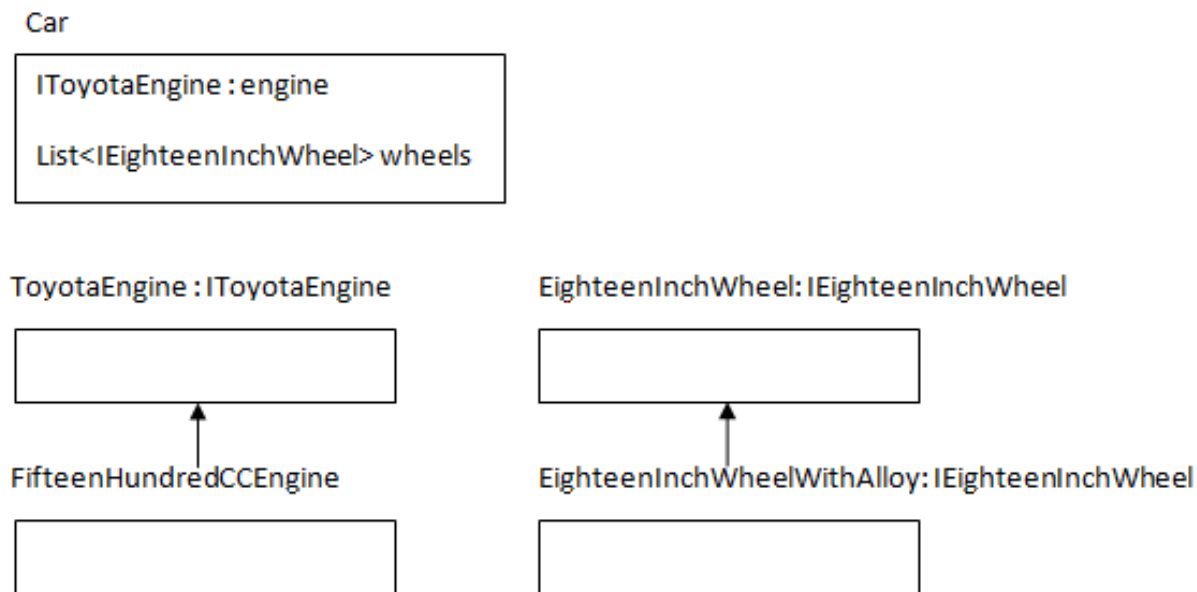 Car
IToyotaEngine : engine
List<IEighteenInchWheel> wheels
ToyotaEngine : IToyotaEngine
EighteenInchWheel: IEighteenInchWheel
FifteenHundredCCEngine
EighteenInchWheelWithAlloy: IEighteenInchWheel